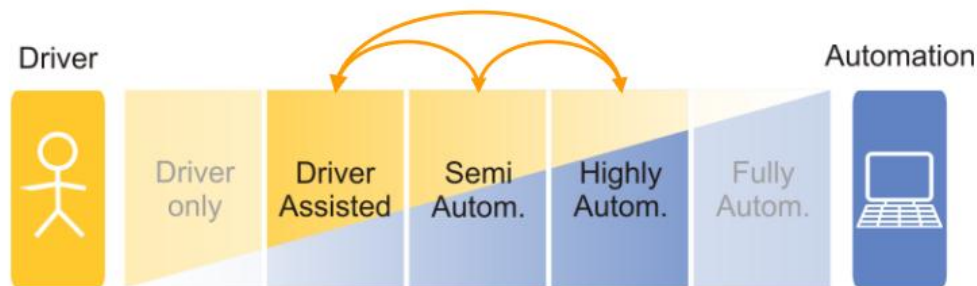 Driver
Automation
Driver
only
Driver
Assisted
Semi
Autom.
Highly
Autom.
Fully
Autom.